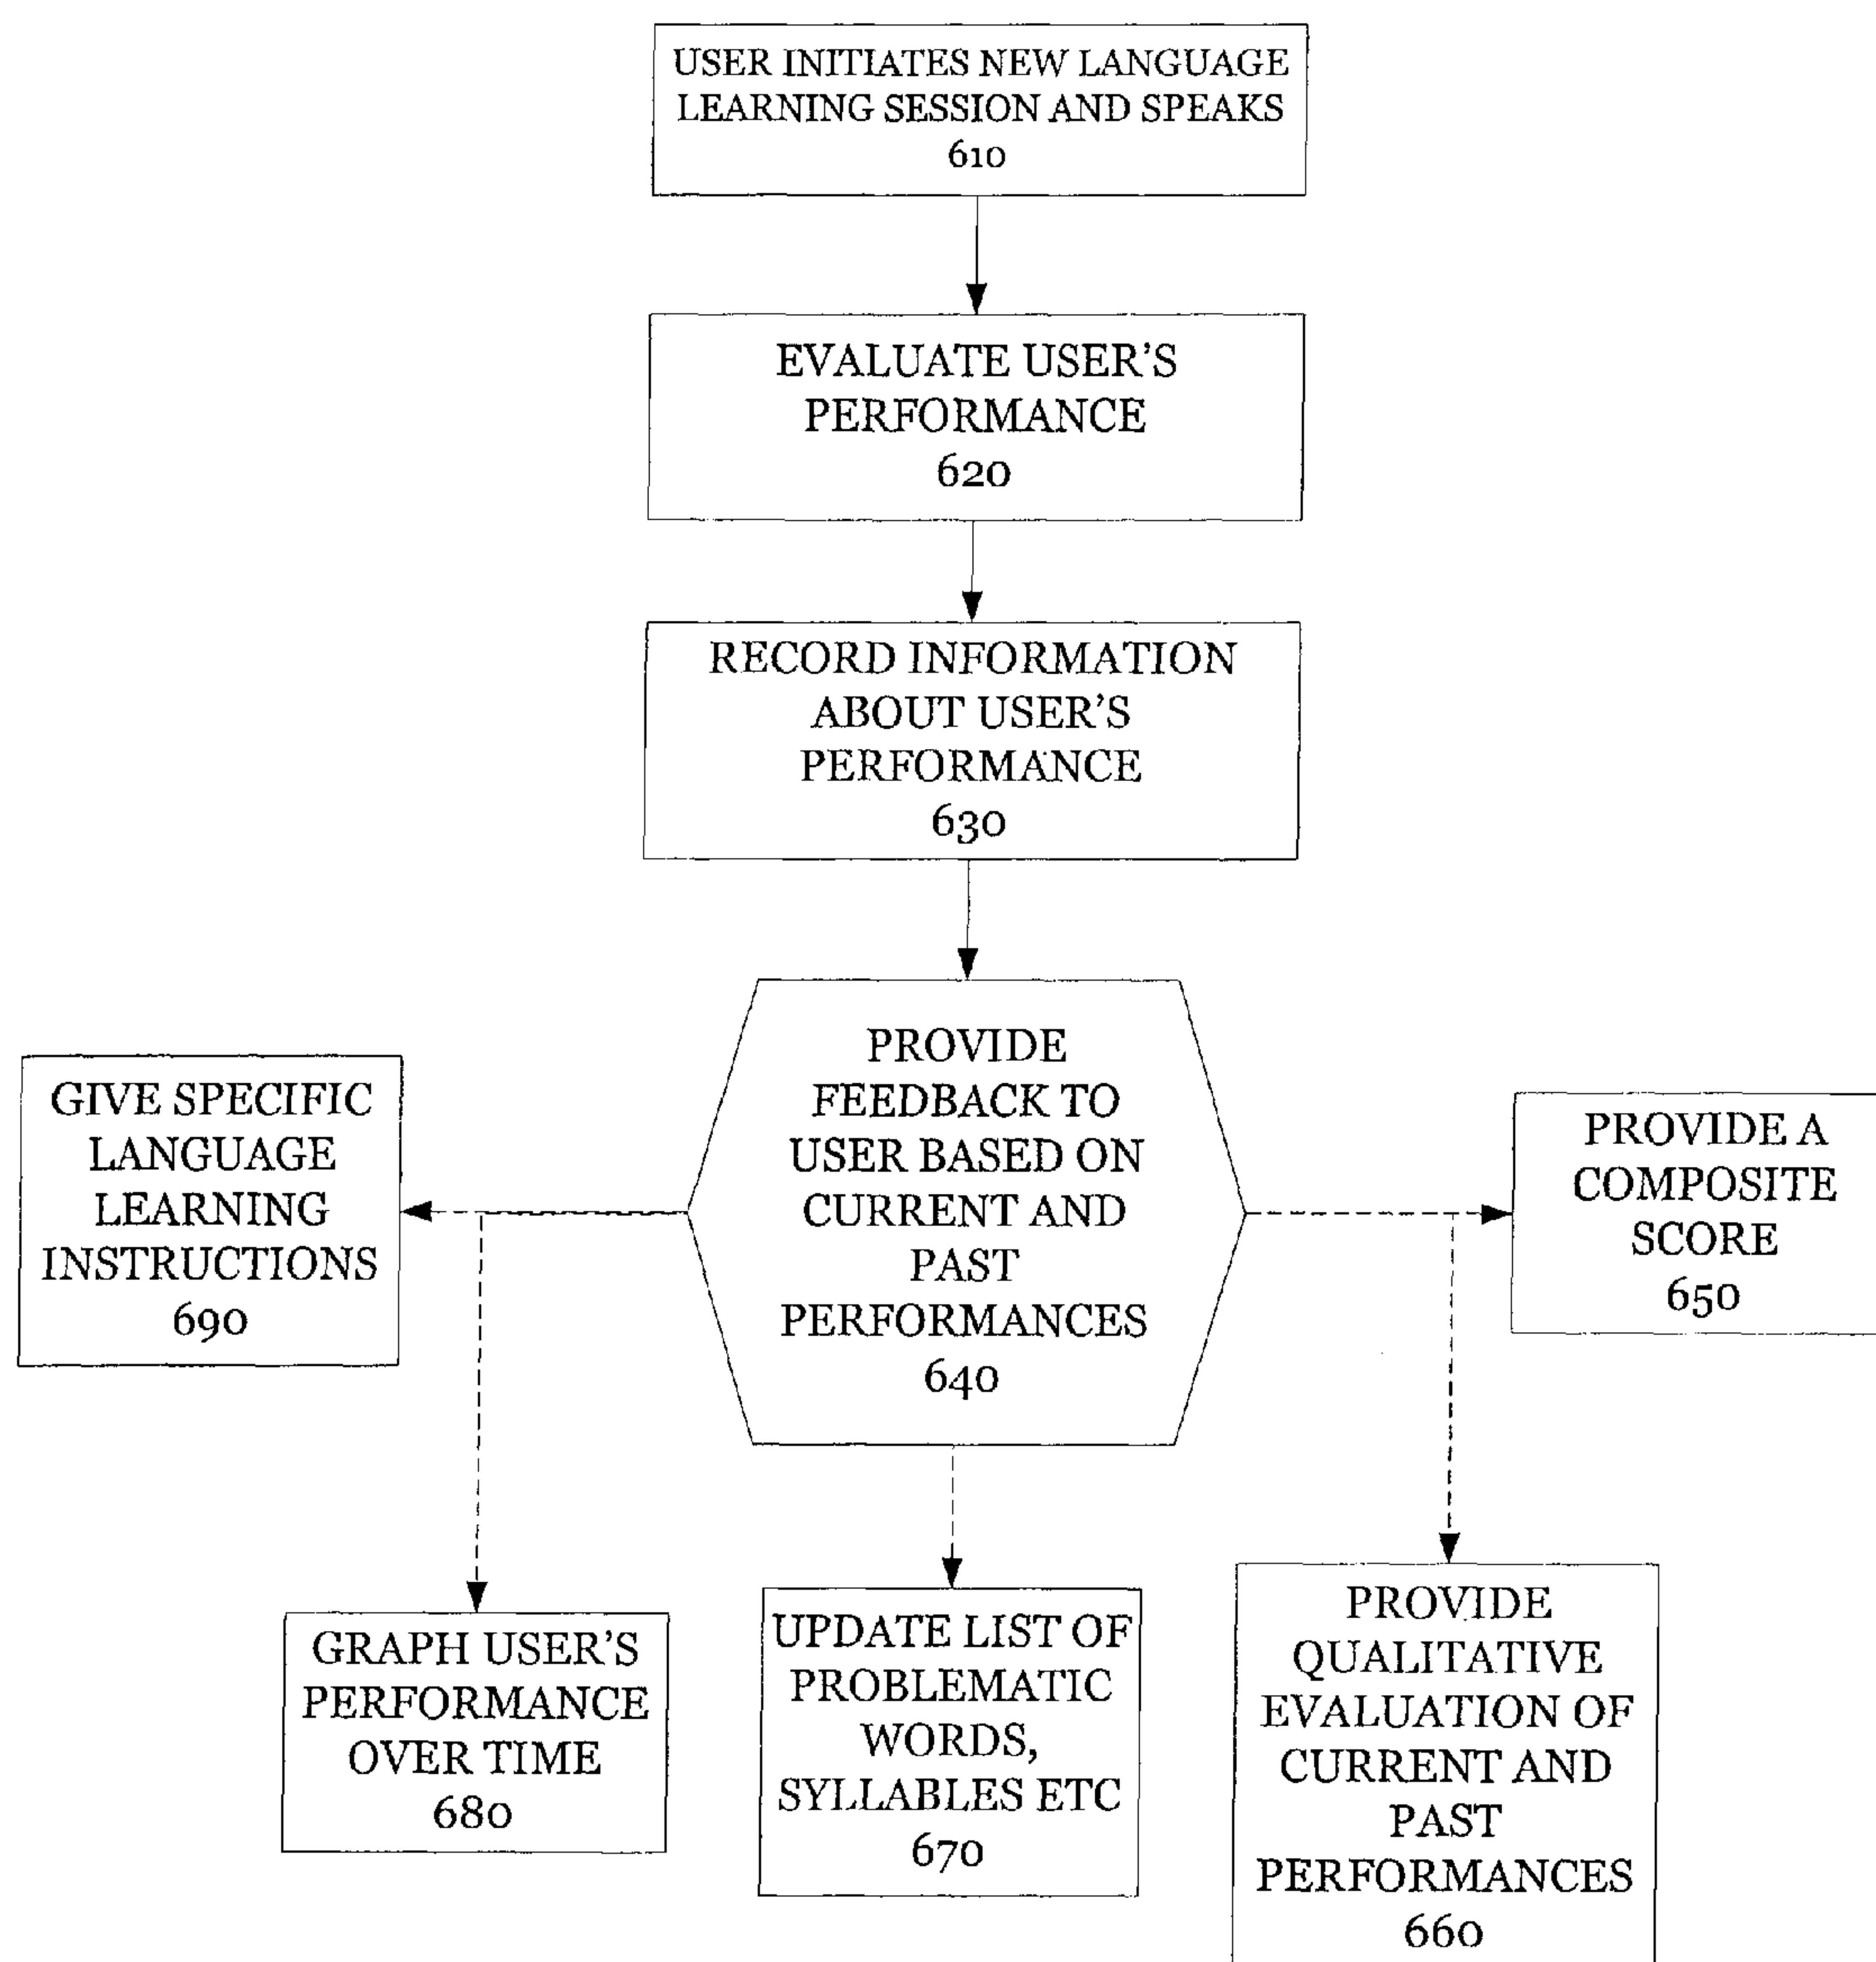 USER INITIATES NEW LANGUAGE
LEARNING SESSION AND SPEAKS
610
EVALUATE USER'S
PERFORMANCE
620
RECORD INFORMATION
ABOUT USER'S
PERFORMANCE
630
PROVIDE
FEEDBACK TO
USER BASED ON
CURRENT AND
PAST
PERFORMANCES
640
GIVE SPECIFIC
LANGUAGE
LEARNING
INSTRUCTIONS
690
PROVIDE A
COMPOSITE
SCORE
650
GRAPH USER'S
PERFORMANCE
OVER TIME
680
UPDATE LIST OF
PROBLEMATIC
WORDS,
SYLLABLES ETC
670
PROVIDE
QUALITATIVE
EVALUATION OF
CURRENT AND
PAST
PERFORMANCES
660